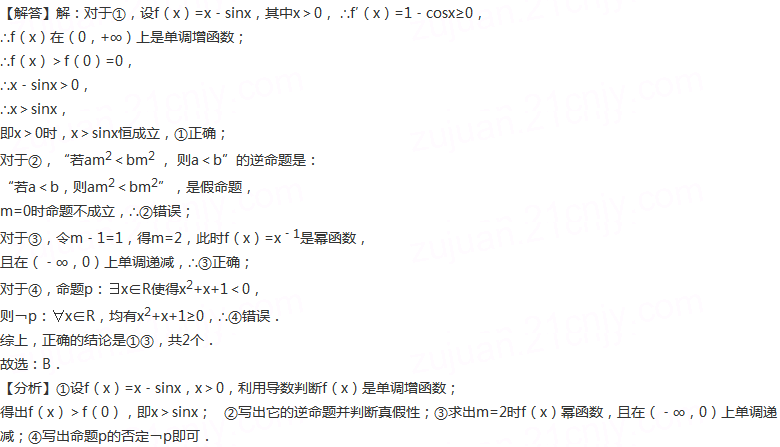 【解答】解：对于①，设f（x）=x﹣sinx，其中x＞0， ∴f′（x）=1﹣cosx≥0，
∴f（x）在（0，+∞）上是单调增函数；
∴f（x）＞f（0）=0，
∴x﹣sinx＞0，
∴x＞sinx，
即x＞0时，x＞sinx恒成立，①正确；
对于②，“若am²＜bm²，则a＜b”的逆命题是：
“若a＜b，则am²＜bm²”，是假命题，
m=0时命题不成立，∴②错误；
对于③，令m﹣1=1，得m=2，此时f（x）=x⁻¹是幂函数，
且在（﹣∞，0）上单调递减，∴③正确；
对于④，命题p：∃x∈R使得x²+x+1＜0，
则￢p：∀x∈R，均有x²+x+1≥0，∴④错误．
综上，正确的结论是①③，共2个．
故选：B．
【分析】①设f（x）=x﹣sinx，x＞0，利用导数判断f（x）是单调增函数；
得出f（x）＞f（0），即x＞sinx； ②写出它的逆命题并判断真假性；③求出m=2时f（x）幂函数，且在（﹣∞，0）上单调递
减；④写出命题p的否定￢p即可．